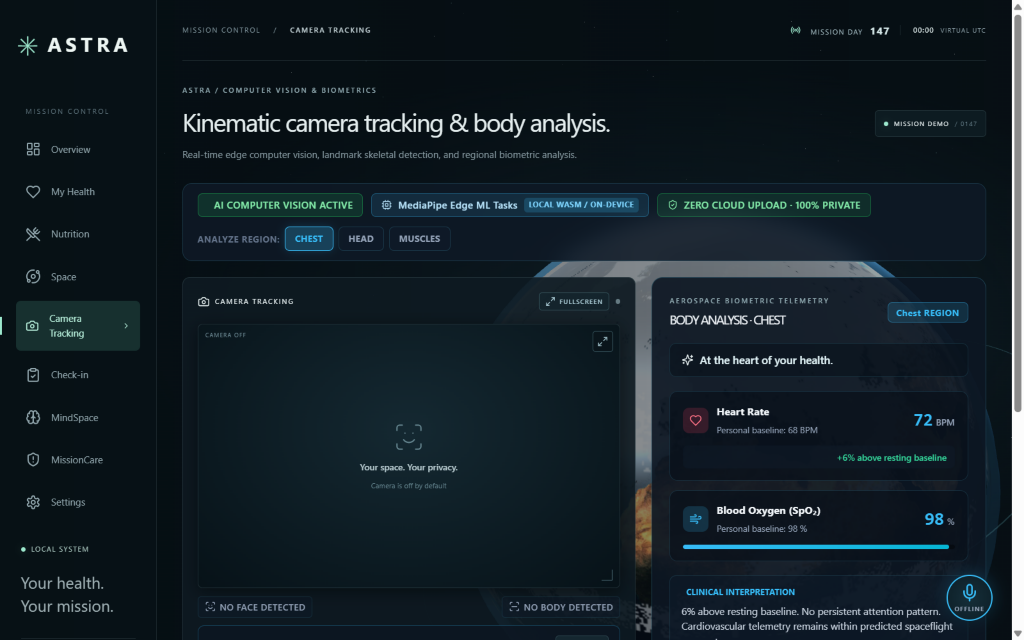 ASTRA
MISSION CONTROL
Overview
My Health
Nutrition
Space
Camera
Tracking
Check-in
MindSpace
MissionCare
Settings
LOCAL SYSTEM
Your health.
Your mission.
MISSION CONTROL / CAMERA TRACKING
MISSION DAY 147 00:00 VIRTUAL UTC
ASTRA / COMPUTER VISION & BIOMETRICS
Kinematic camera tracking & body analysis.
Real-time edge computer vision, landmark skeletal detection, and regional biometric analysis.
MISSION DEMO / 0147
AI COMPUTER VISION ACTIVE
MediaPipe Edge ML Tasks LOCAL WASM / ON-DEVICE
ZERO CLOUD UPLOAD · 100% PRIVATE
ANALYZE REGION: CHEST HEAD MUSCLES
CAMERA TRACKING
FULLSCREEN
CAMERA OFF
Your space. Your privacy.
Camera is off by default
NO FACE DETECTED
NO BODY DETECTED
AEROSPACE BIOMETRIC TELEMETRY
BODY ANALYSIS · CHEST
Chest REGION
At the heart of your health.
Heart Rate
Personal baseline: 68 BPM
72 BPM
+6% above resting baseline
Blood Oxygen (SpO₂)
Personal baseline: 98 %
98 %
CLINICAL INTERPRETATION
6% above resting baseline. No persistent attention pattern.
Cardiovascular telemetry remains within predicted spaceflight
OFFLINE